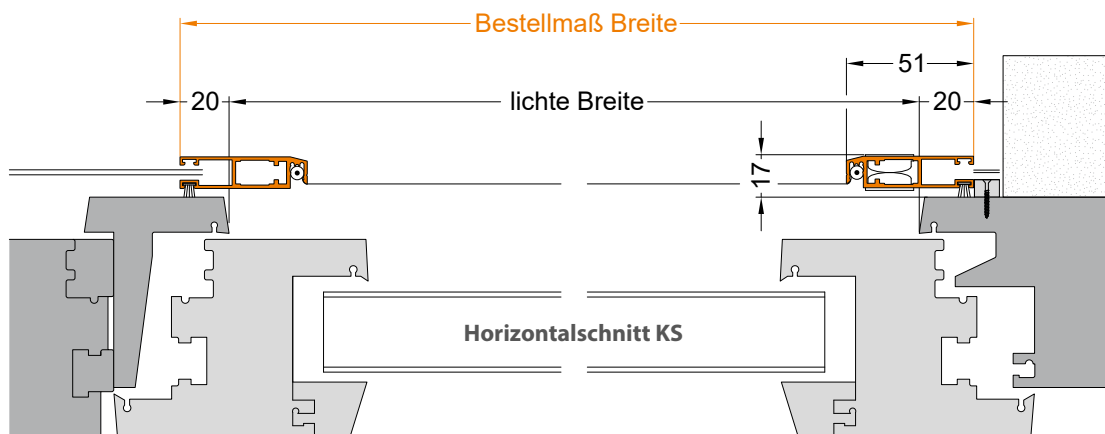 Bestellmaß Breite
51
20
lichte Breite
20
17
Horizontalschnitt KS